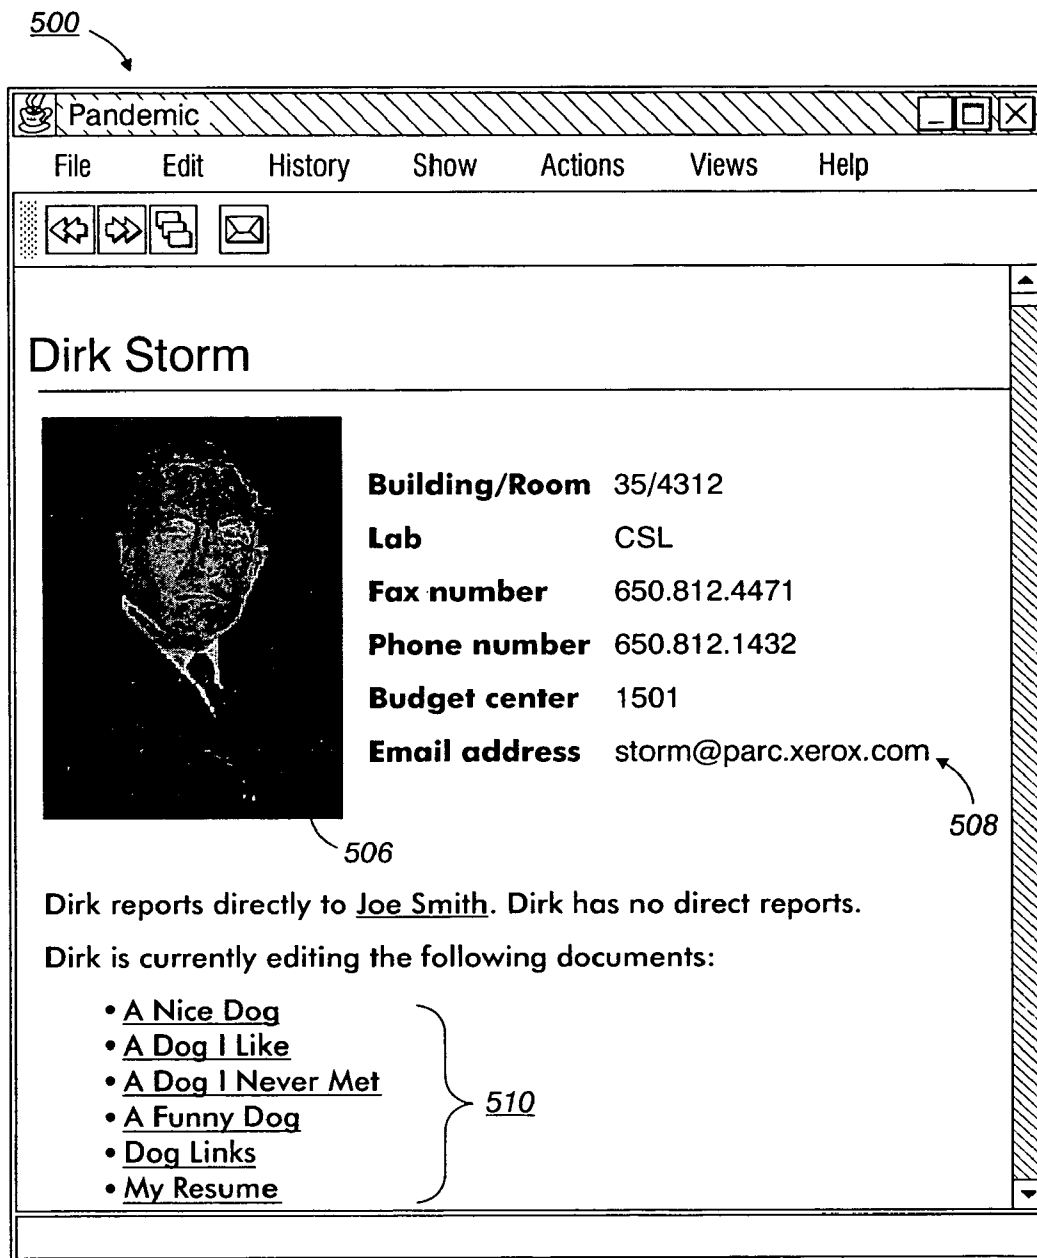 500
Pandemic
File Edit History Show Actions Views Help
Dirk Storm
Building/Room 35/4312
Lab CSL
Fax number 650.812.4471
Phone number 650.812.1432
Budget center 1501
Email address storm@parc.xerox.com
508
506
Dirk reports directly to Joe Smith. Dirk has no direct reports.
Dirk is currently editing the following documents:
• A Nice Dog
• A Dog I Like
• A Dog I Never Met
• A Funny Dog
• Dog Links
• My Resume
510